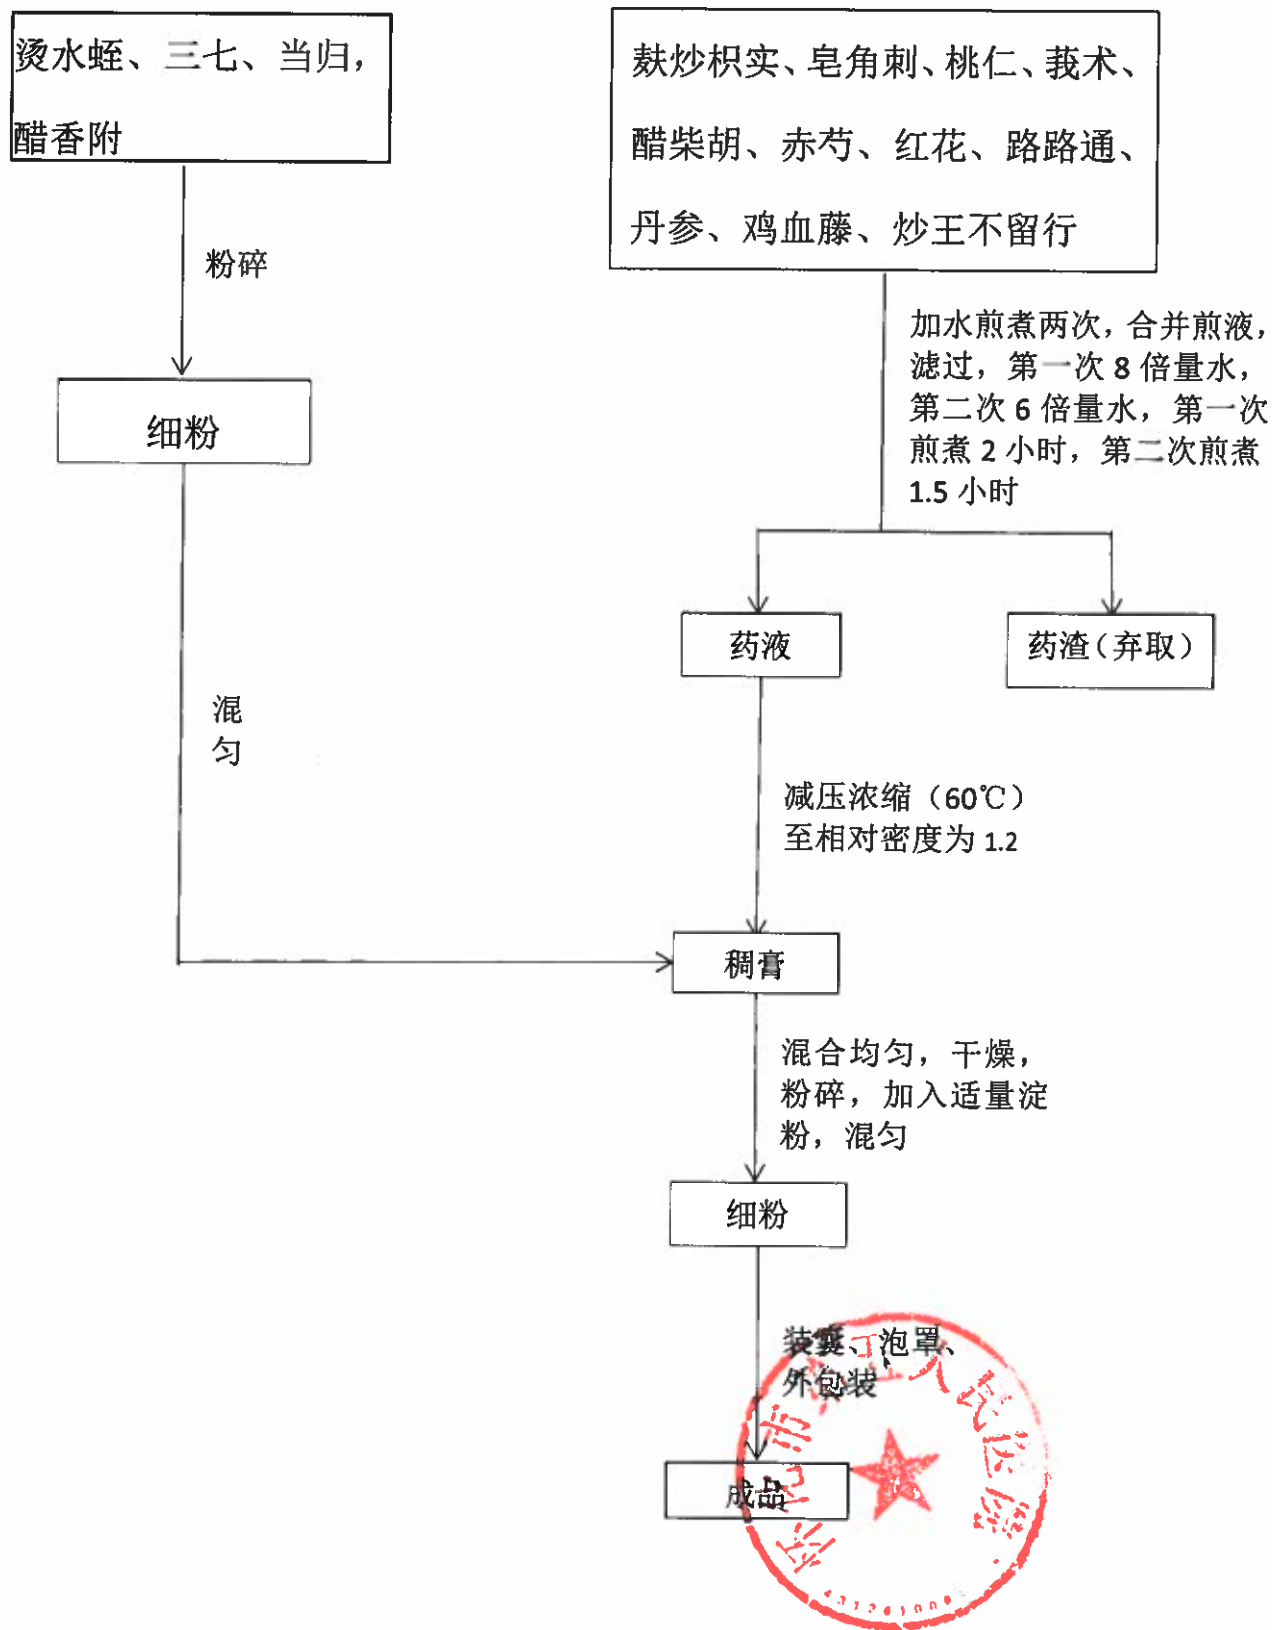 烫水蛭、三七、当归，
醋香附
麸炒枳实、皂角刺、桃仁、莪术、
醋柴胡、赤芍、红花、路路通、
丹参、鸡血藤、炒王不留行
粉碎
加水煎煮两次，合并煎液，
滤过，第一次 8 倍量水，
第二次 6 倍量水，第一次
煎煮 2 小时，第二次煎煮
1.5 小时
细粉
药液
药渣（弃取）
混
匀
减压浓缩（60℃）
至相对密度为 1.2
稠膏
混合均匀，干燥，
粉碎，加入适量淀
粉，混匀
细粉
装囊、泡罩、
外包装
成品
市第五人民医院